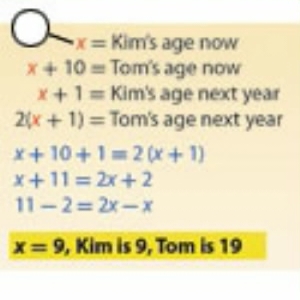 x = Kim's age now
x + 10 = Tom's age now
x + 1 = Kim's age next year
2(x + 1) = Tom's age next year
x + 10 + 1 = 2 (x + 1)
x + 11 = 2x + 2
11 – 2 = 2x – x
x = 9, Kim is 9, Tom is 19